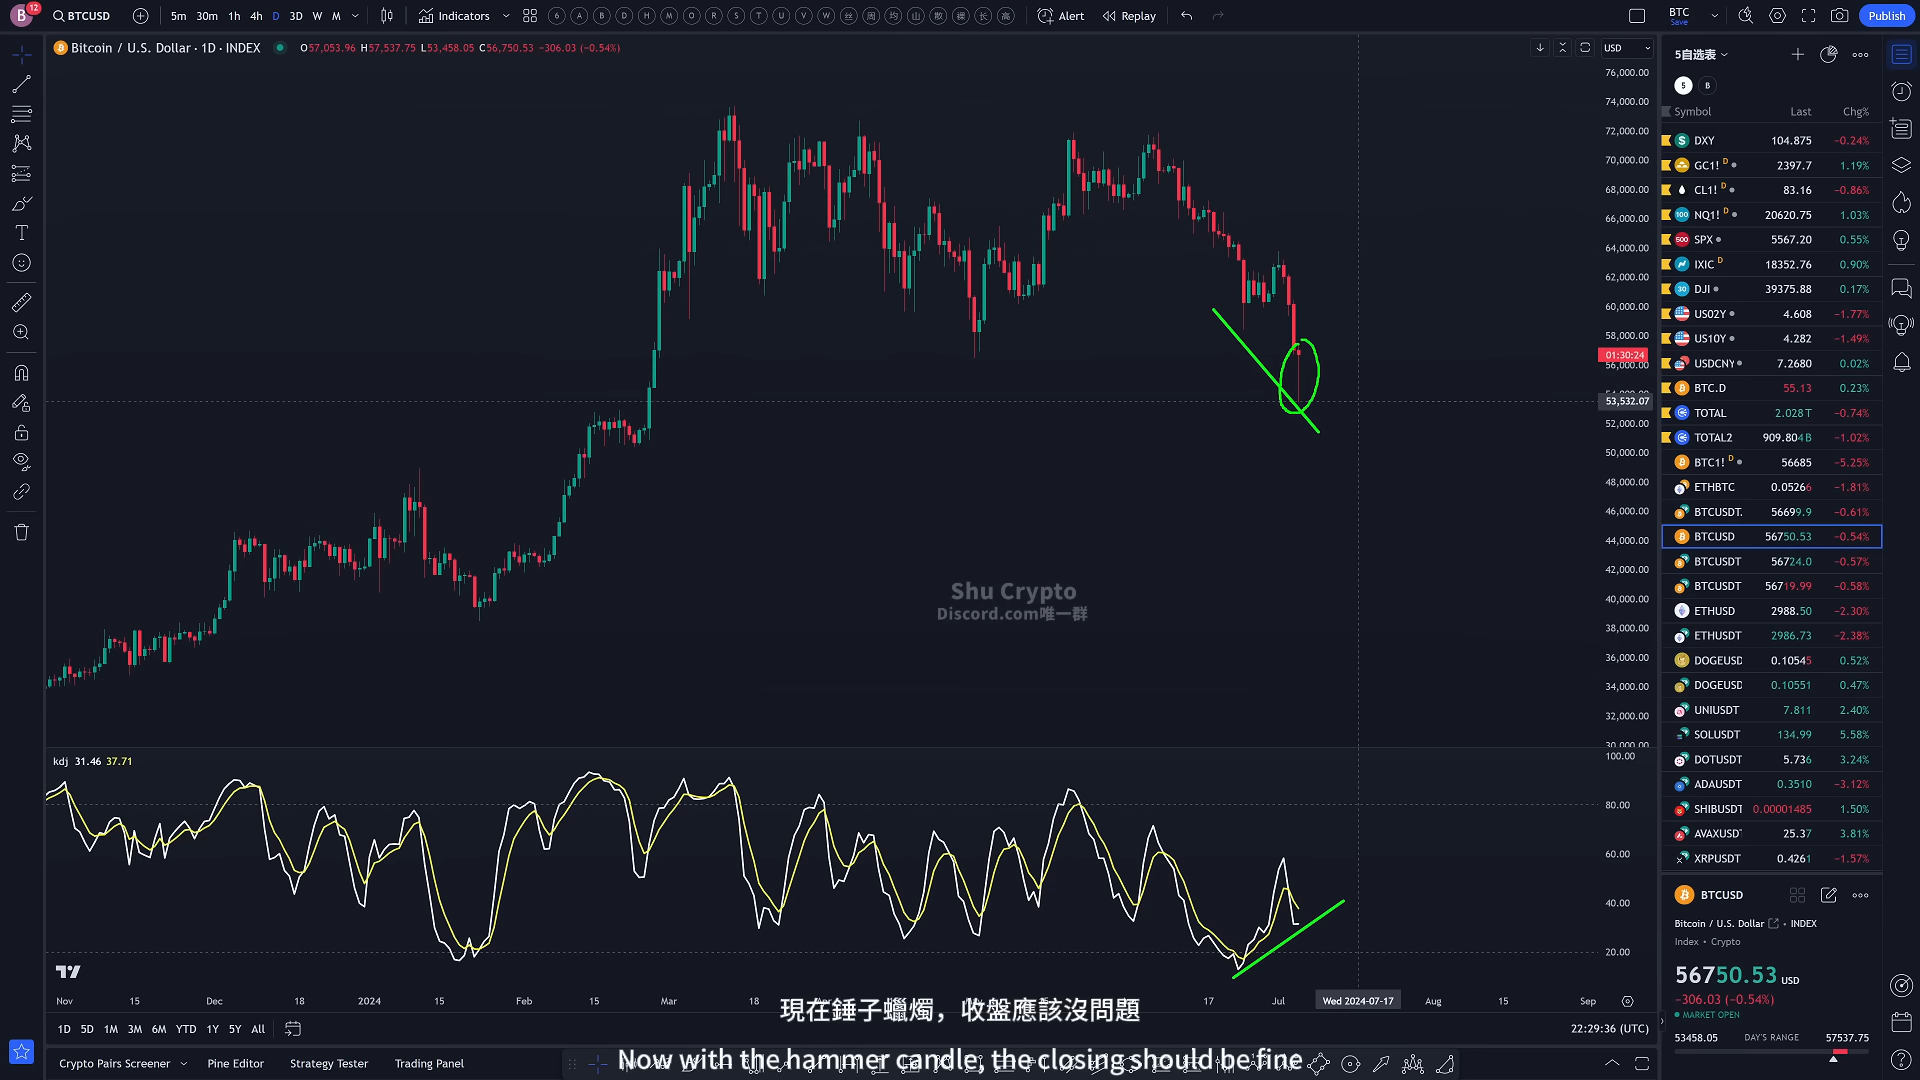 B 12 BTCUSD 5m 30m 1h 4h D 3D W M Indicators Alert Replay BTC Save Publish
Bitcoin / U.S. Dollar · 1D · INDEX O57,053.96 H57,537.75 L53,458.05 C56,750.53 −306.03 (−0.54%) USD
76,000.00
74,000.00
72,000.00
70,000.00
68,000.00
66,000.00
64,000.00
62,000.00
60,000.00
58,000.00
01:30:24
56,000.00
53,532.07
52,000.00
50,000.00
48,000.00
46,000.00
44,000.00
42,000.00
40,000.00
38,000.00
36,000.00
34,000.00
32,000.00
30,000.00
Shu Crypto
Discord.com唯一群
kdj 31.46 37.71
100.00
80.00
60.00
40.00
20.00
Nov 15 Dec 18 2024 15 Feb 15 Mar 18 17 Jul Wed 2024-07-17 Aug 15 Sep
現在錘子蠟燭，收盤應該沒問題
1D 5D 1M 3M 6M YTD 1Y 5Y All 22:29:36 (UTC)
Crypto Pairs Screener Pine Editor Strategy Tester Trading Panel
Now with the hammer candle, the closing should be fine
5自选表
5 B
Symbol Last Chg%
DXY 104.875 −0.24%
GC1! D 2397.7 1.19%
CL1! D 83.16 −0.86%
NQ1! D 20620.75 1.03%
SPX 5567.20 0.55%
IXIC D 18352.76 0.90%
DJI 39375.88 0.17%
US02Y 4.608 −1.77%
US10Y 4.282 −1.49%
USDCNY 7.2680 0.02%
BTC.D 55.13 0.23%
TOTAL 2.028T −0.74%
TOTAL2 909.804B −1.02%
BTC1! D 56685 −5.25%
ETHBTC 0.05266 −1.81%
BTCUSDT. 56699.9 −0.61%
BTCUSD 56750.53 −0.54%
BTCUSDT 56724.0 −0.57%
BTCUSDT 56719.99 −0.58%
ETHUSD 2988.50 −2.30%
ETHUSDT 2986.73 −2.38%
DOGEUSD 0.10545 0.52%
DOGEUSD 0.10551 0.47%
UNIUSDT 7.811 2.40%
SOLUSDT 134.99 5.58%
DOTUSDT 5.736 3.24%
ADAUSDT 0.3510 −3.12%
SHIBUSDT 0.00001485 1.50%
AVAXUSDT 25.37 3.81%
XRPUSDT 0.4261 −1.57%
BTCUSD
Bitcoin / U.S. Dollar • INDEX
Index • Crypto
56750.53 USD
−306.03 (−0.54%)
MARKET OPEN
53458.05 DAY'S RANGE 57537.75